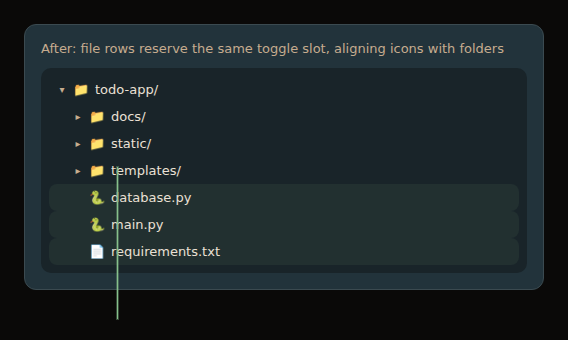 After: file rows reserve the same toggle slot, aligning icons with folders
todo-app/
docs/
static/
templates/
database.py
main.py
requirements.txt